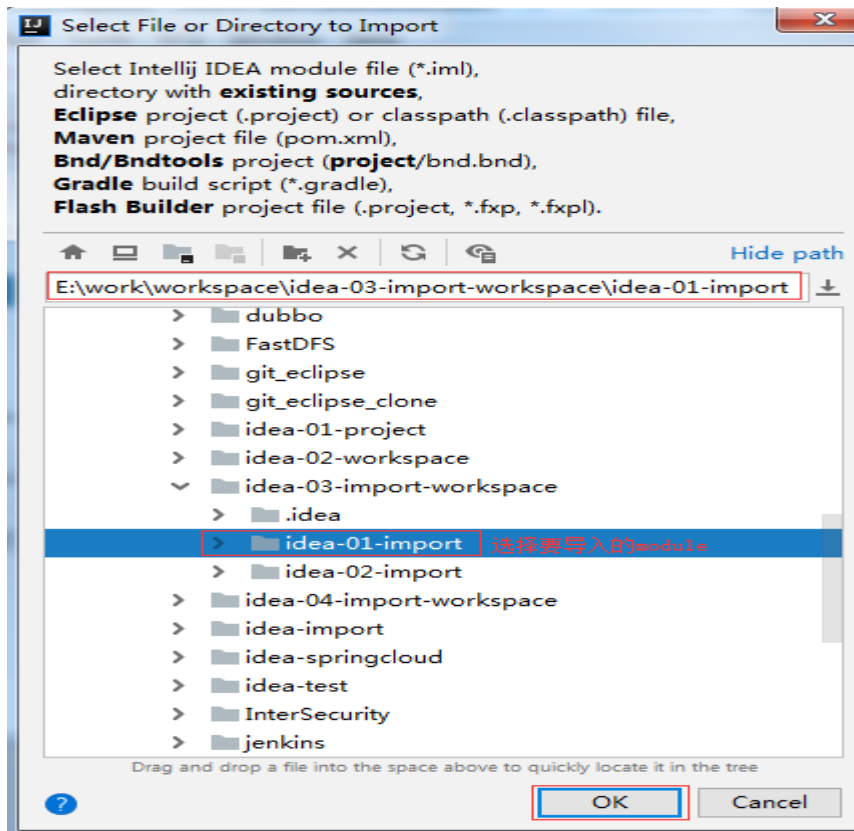 Select File or Directory to Import
Select Intellij IDEA module file (*.iml),
directory with existing sources,
Eclipse project (.project) or classpath (.classpath) file,
Maven project file (pom.xml),
Bnd/Bndtools project (project/bnd.bnd),
Gradle build script (*.gradle),
Flash Builder project file (.project, *.fxp, *.fxpl).
Hide path
E:\work\workspace\idea-03-import-workspace\idea-01-import
dubbo
FastDFS
git_eclipse
git_eclipse_clone
idea-01-project
idea-02-workspace
idea-03-import-workspace
.idea
idea-01-import 选择要导入的module
idea-02-import
idea-04-import-workspace
idea-import
idea-springcloud
idea-test
InterSecurity
jenkins
Drag and drop a file into the space above to quickly locate it in the tree
? OK Cancel